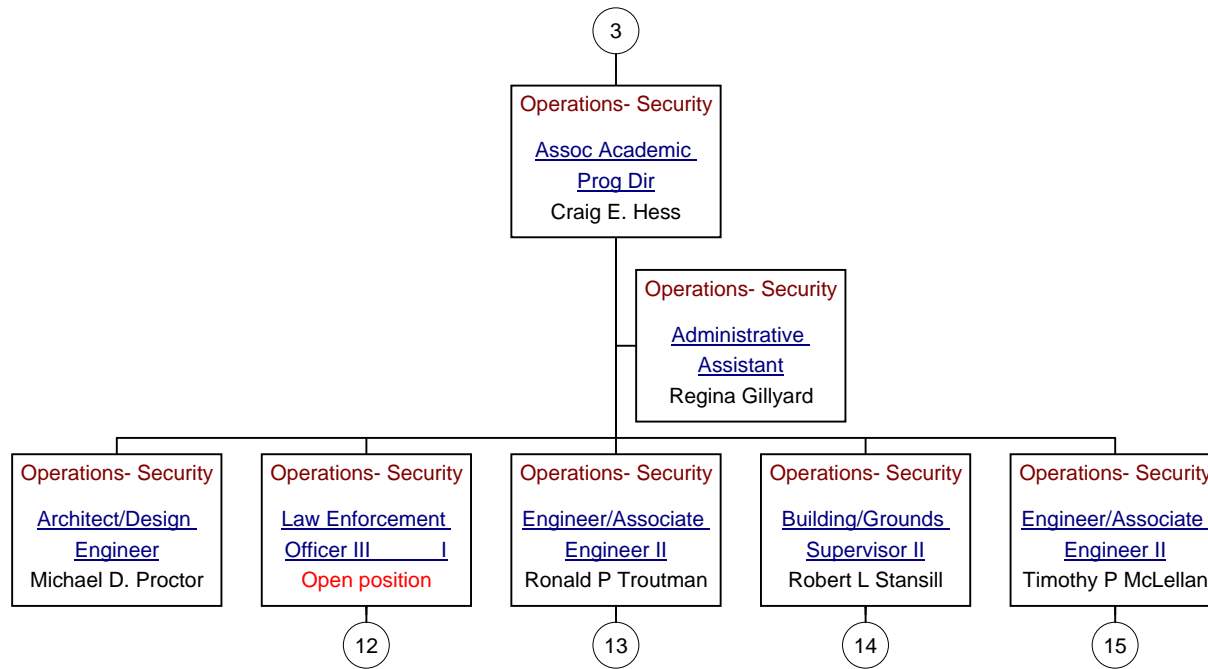 3
Operations- Security
Assoc Academic
Prog Dir
Craig E. Hess
Operations- Security
Administrative
Assistant
Regina Gillyard
Operations- Security
Architect/Design
Engineer
Michael D. Proctor
Operations- Security
Law Enforcement
Officer III I
Open position
12
Operations- Security
Engineer/Associate
Engineer II
Ronald P Troutman
13
Operations- Security
Building/Grounds
Supervisor II
Robert L Stansill
14
Operations- Security
Engineer/Associate
Engineer II
Timothy P McLellan
15